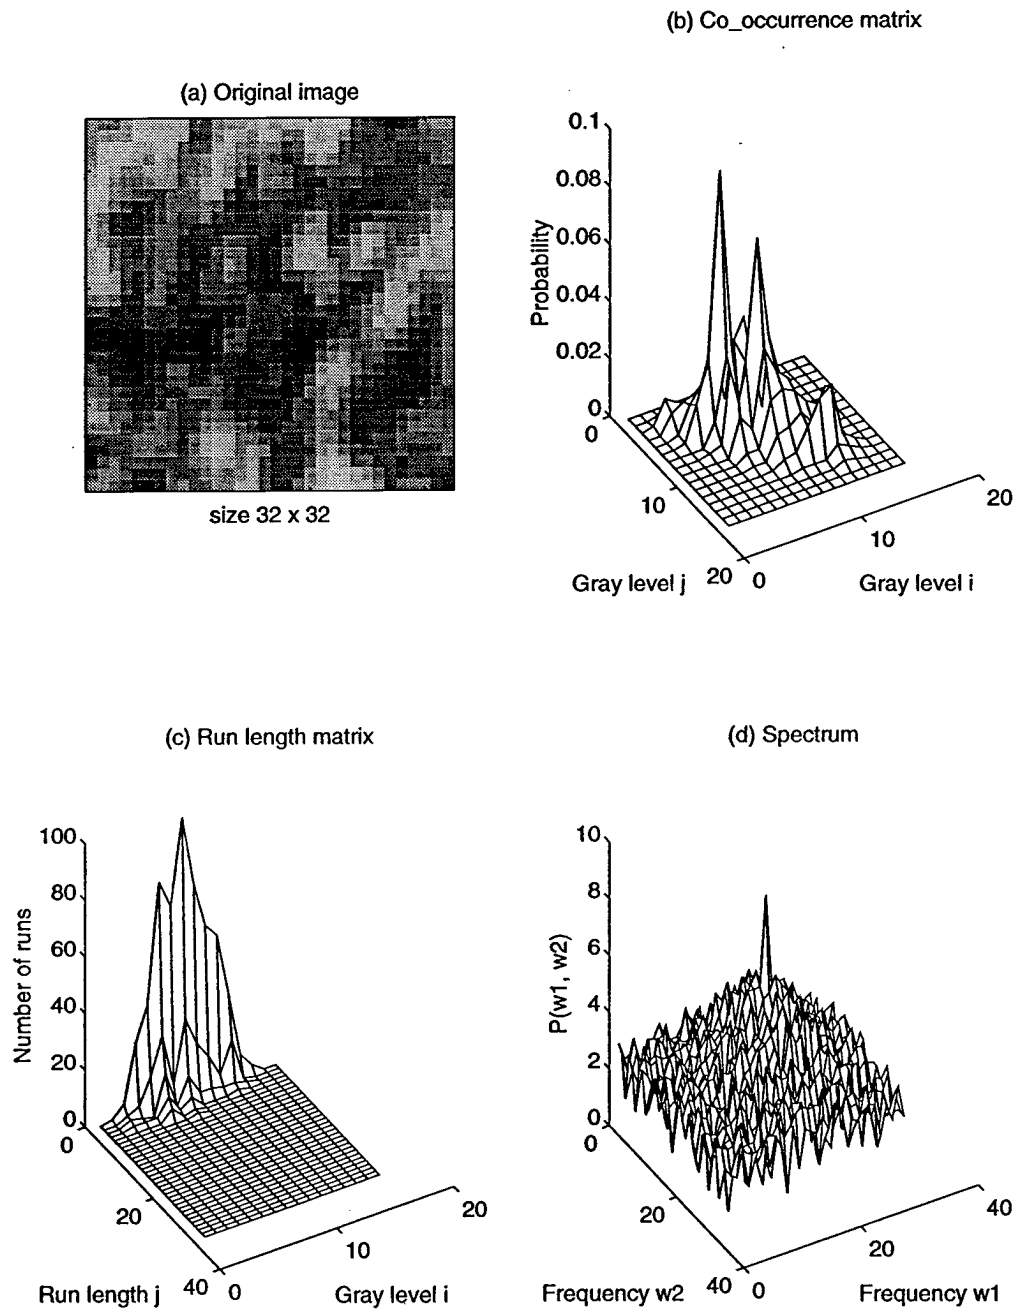 (b) Co_occurrence matrix
(a) Original image
size 32 x 32
0.1
0.08
0.06
0.04
0.02
0
Probability
0
10
20
Gray level j
0
10
20
Gray level i
(c) Run length matrix
100
80
60
40
20
0
Number of runs
0
20
40
Run length j
0
10
20
Gray level i
(d) Spectrum
10
8
6
4
2
0
P(w1, w2)
0
20
40
Frequency w2
0
20
40
Frequency w1